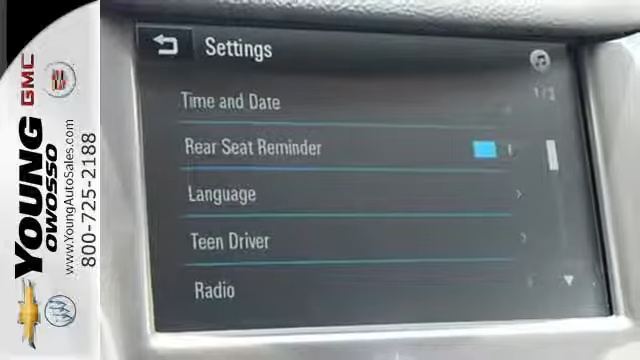 Settings
1/3
Time and Date
Rear Seat Reminder
Language
Teen Driver
Radio
YOUNG GMC
OWOSSO
www.YoungAutoSales.com
800-725-2188